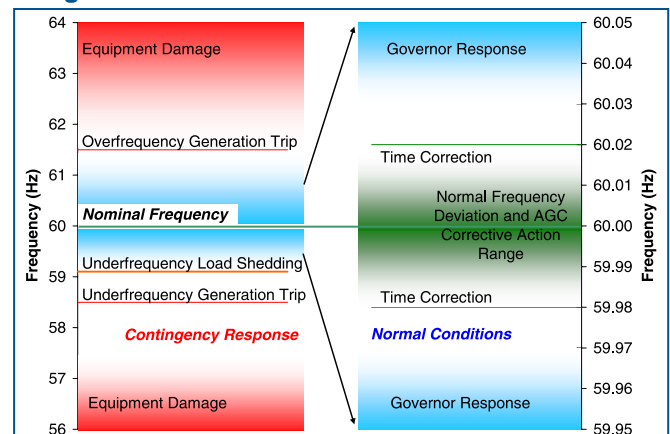 64
63
62
61
60
59
58
57
56
Frequency (Hz)
Equipment Damage
Overfrequency Generation Trip
Nominal Frequency
Underfrequency Load Shedding
Underfrequency Generation Trip
Contingency Response
Equipment Damage
Governor Response
Time Correction
Normal Frequency
Deviation and AGC
Corrective Action
Range
Time Correction
Normal Conditions
Governor Response
60.05
60.04
60.03
60.02
60.01
60.00
59.99
59.98
59.97
59.96
59.95
Frequency (Hz)